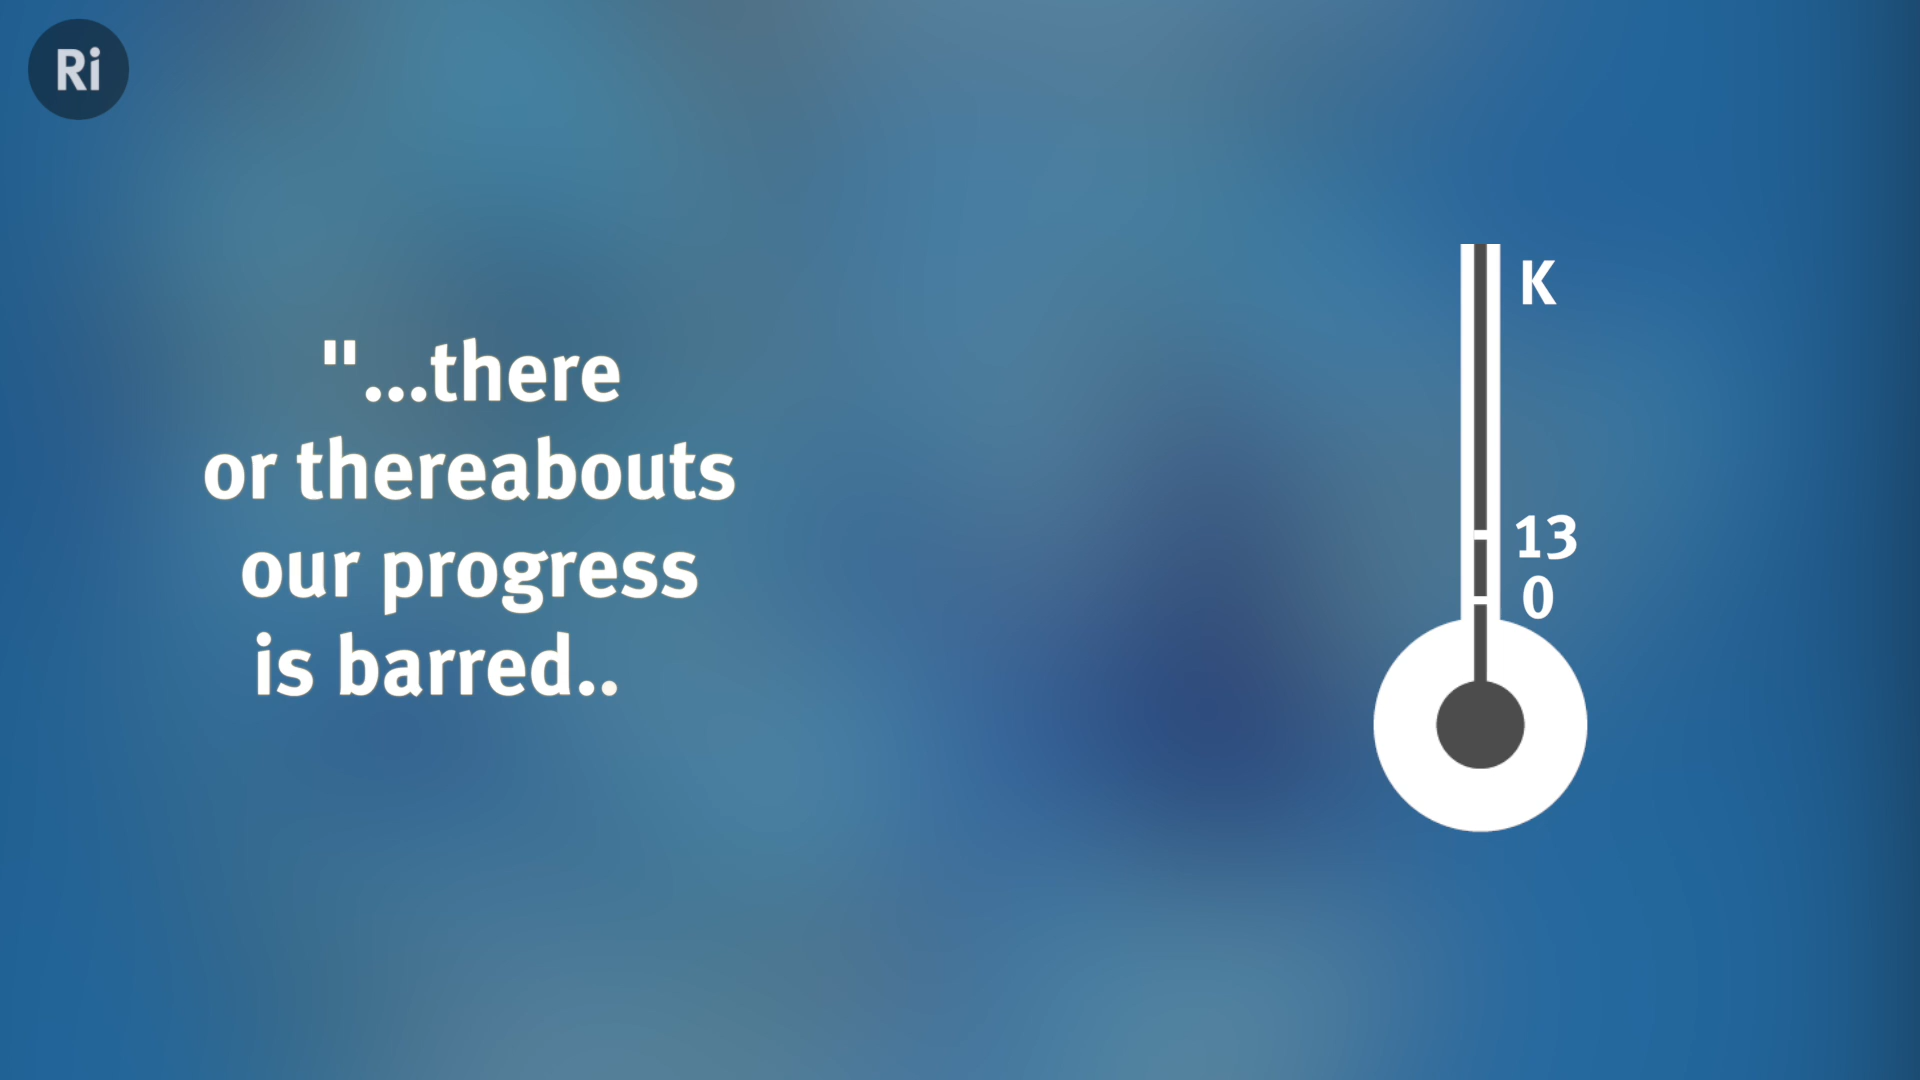 Ri
"...there
or thereabouts
our progress
is barred..
K
13
0